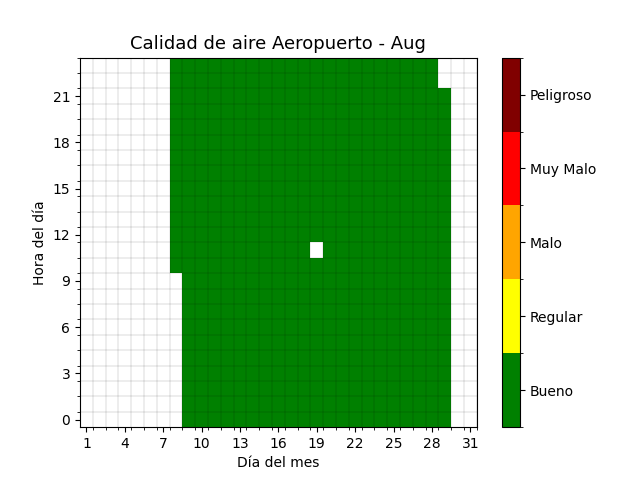 Calidad de aire Aeropuerto - Aug
Hora del día
21
18
15
12
9
6
3
0
1 4 7 10 13 16 19 22 25 28 31
Día del mes
Peligroso
Muy Malo
Malo
Regular
Bueno